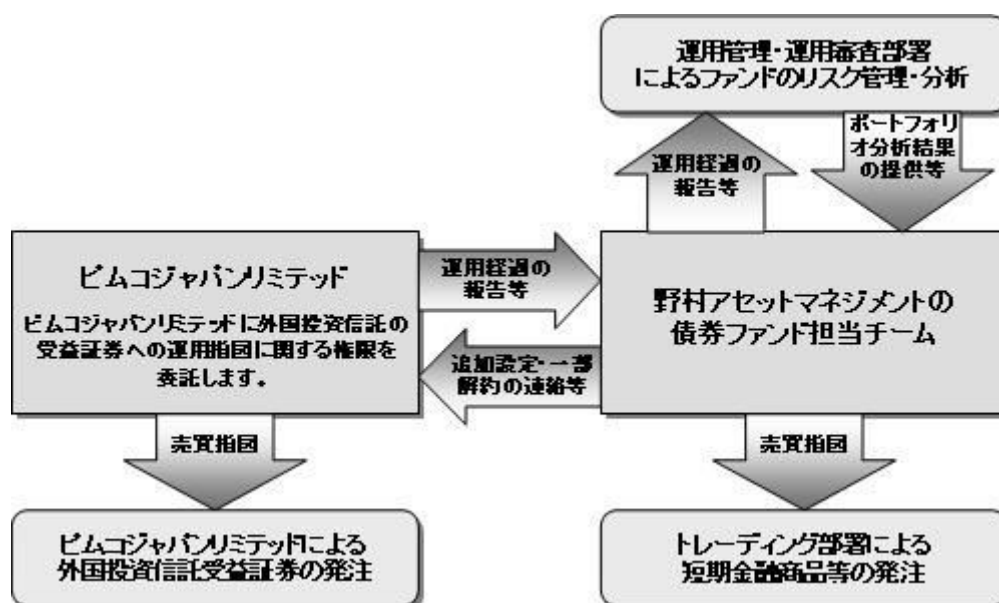 運用管理・運用審査部署
によるファンドのリスク管理・分析
運用経過の
報告等
ポートフォリ
オ分析結果
の提供等
ピムコジャパンリミテッド
ピムコジャパンリミテッドに外国投資信託の
受益証券への運用指図に関する権限を
委託します。
運用経過の
報告等
追加設定・一部
解約の連絡等
野村アセットマネジメントの
債券ファンド担当チーム
売買指図
売買指図
ピムコジャパンリミテッドによる
外国投資信託受益証券の発注
トレーディング部署による
短期金融商品等の発注